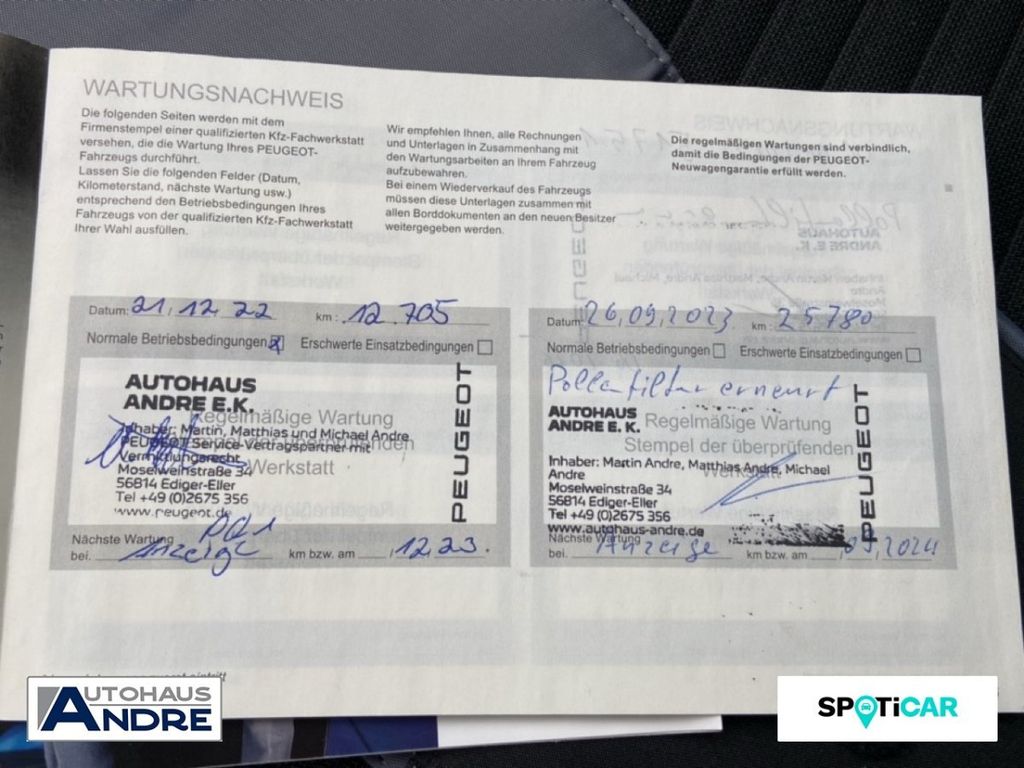 WARTUNGSNACHWEIS
Die folgenden Seiten werden mit dem
Firmenstempel einer qualifizierten Kfz-Fachwerkstatt
versehen, die die Wartung Ihres PEUGEOT-
Fahrzeugs durchführt.
Lassen Sie die folgenden Felder (Datum,
Kilometerstand, nächste Wartung usw.)
entsprechend den Betriebsbedingungen Ihres
Fahrzeugs von der qualifizierten Kfz-Fachwerkstatt
Ihrer Wahl ausfüllen.
Wir empfehlen Ihnen, alle Rechnungen
und Unterlagen in Zusammenhang mit
den Wartungsarbeiten an Ihrem Fahrzeug
aufzubewahren.
Bei einem Wiederverkauf des Fahrzeugs
müssen diese Unterlagen zusammen mit
allen Borddokumenten an den neuen Besitzer
weitergegeben werden.
Die regelmäßigen Wartungen sind verbindlich,
damit die Bedingungen der PEUGEOT-
Neuwagengarantie erfüllt werden.
Datum: 21.12.22 km: 12.705
Normale Betriebsbedingungen Erschwerte Einsatzbedingungen
AUTOHAUS
ANDRE E.K.
Regelmäßige Wartung
Inhaber: Martin, Matthias und Michael Andre
PEUGEOT Service-Vertragspartner mit
Vermittlungsrecht
Werkstatt
Moselweinstraße 34
56814 Ediger-Eller
Tel +49 (0)2675 356
www.peugeot.de
PEUGEOT
Nächste Wartung
bei. Anzeige km bzw. am 12.23.
Datum: 26.09.2023 km: 25780
Normale Betriebsbedingungen Erschwerte Einsatzbedingungen
Pollenfilter erneurt
AUTOHAUS
ANDRE E. K.
Regelmäßige Wartung
Stempel der überprüfenden
Werkstatt
Inhaber: Martin Andre, Matthias Andre, Michael
Andre
Moselweinstraße 34
56814 Ediger-Eller
Tel +49 (0)2675 356
www.autohaus-andre.de
PEUGEOT
Nächste Wartung
bei. Anzeige km bzw. am 09.2024
AUTOHAUS
ANDRE
SPOTiCAR